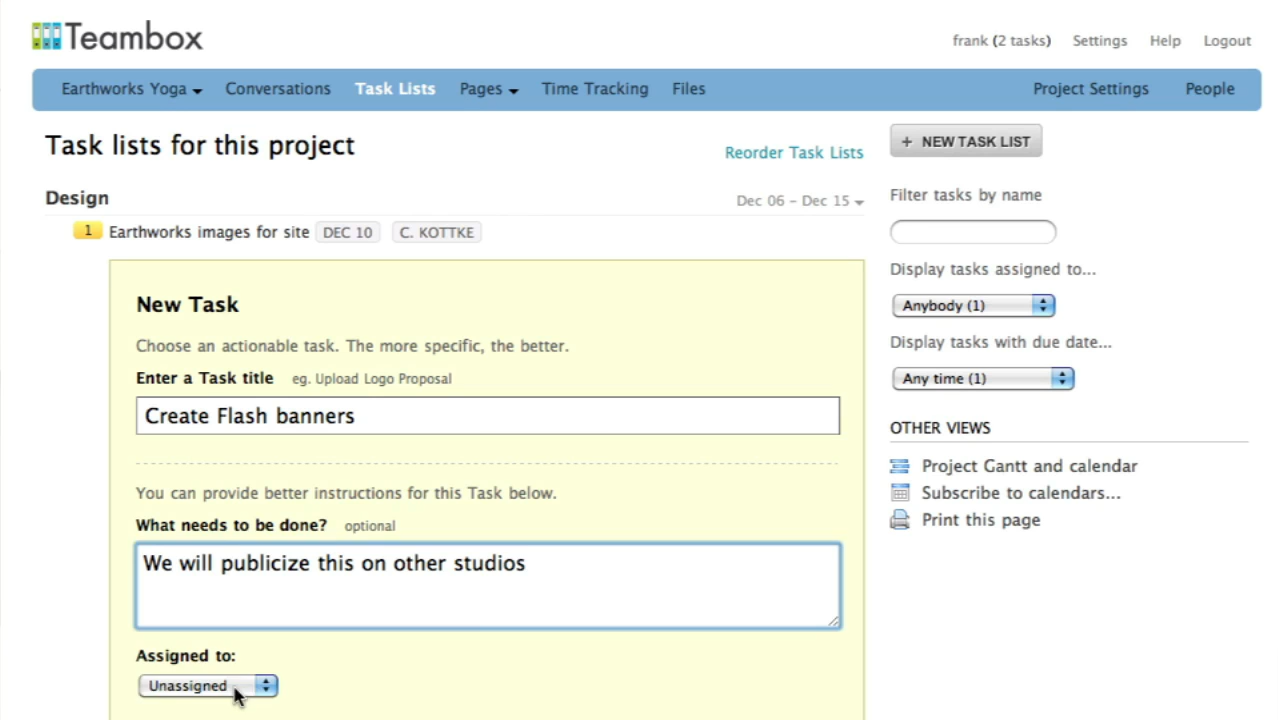 Teambox
frank (2 tasks) Settings Help Logout
Earthworks Yoga Conversations Task Lists Pages Time Tracking Files Project Settings People
Task lists for this project
Reorder Task Lists
+ NEW TASK LIST
Design
Dec 06 – Dec 15
1 Earthworks images for site DEC 10 C. KOTTKE
New Task
Choose an actionable task. The more specific, the better.
Enter a Task title eg. Upload Logo Proposal
Create Flash banners
You can provide better instructions for this Task below.
What needs to be done? optional
We will publicize this on other studios
Assigned to:
Unassigned
Filter tasks by name
Display tasks assigned to...
Anybody (1)
Display tasks with due date...
Any time (1)
OTHER VIEWS
Project Gantt and calendar
Subscribe to calendars...
Print this page